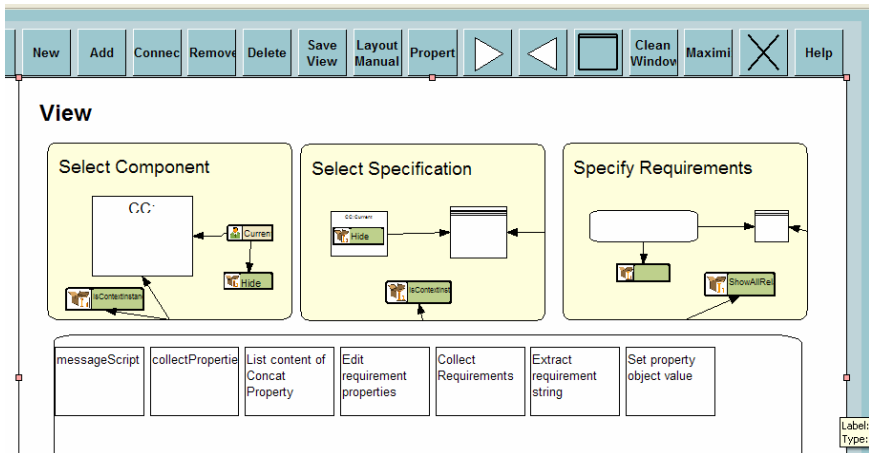 New
Add
Connec
Remove
Delete
Save
View
Layout
Manual
Propert
Clean
Window
Maximi
Help
View
Select Component
Select Specification
Specify Requirements
CC:
Curren
Hide
IsContextInstan
CC:Current
Hide
IsContextInst
ShowAllRel
messageScript
collectPropertie
List content of
Concat
Property
Edit
requirement
properties
Collect
Requirements
Extract
requirement
string
Set property
object value
Label:
Type: